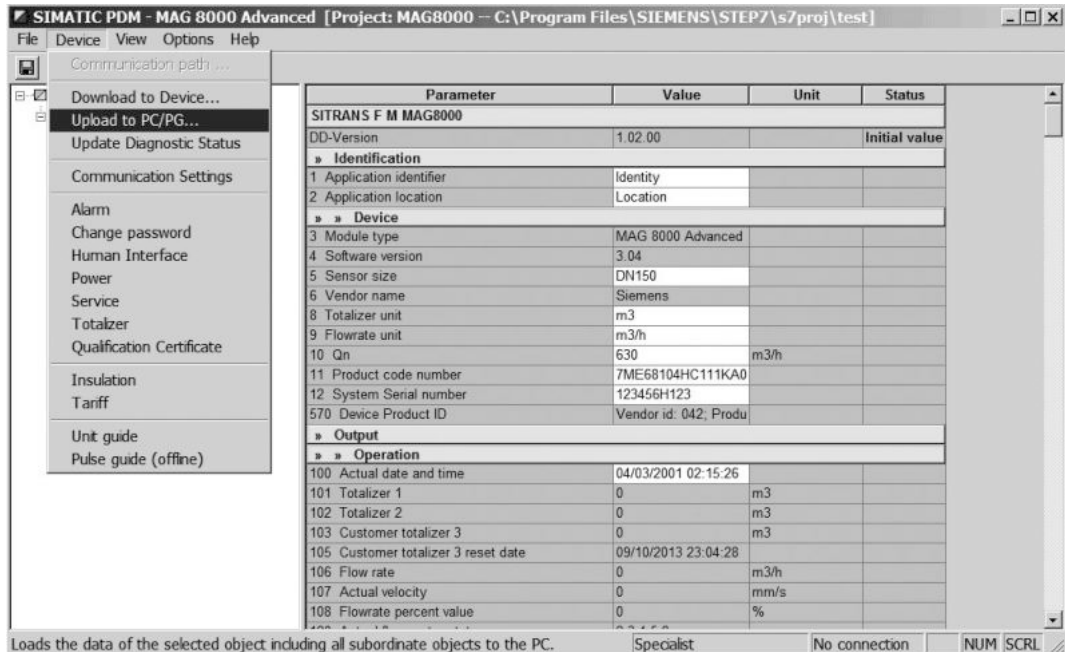 SIMATIC PDM - MAG 8000 Advanced [Project: MAG8000 -- C:\Program Files\SIEMENS\STEP7\s7proj\test]
File Device View Options Help
Communication path ...
Download to Device...
Upload to PC/PG...
Update Diagnostic Status
Communication Settings
Alarm
Change password
Human Interface
Power
Service
Totalizer
Qualification Certificate
Insulation
Tariff
Unit guide
Pulse guide (offline)
Parameter Value Unit Status
SITRANS F M MAG8000
DD-Version 1.02.00 Initial value
» Identification
1 Application identifier Identity
2 Application location Location
» » Device
3 Module type MAG 8000 Advanced
4 Software version 3.04
5 Sensor size DN150
6 Vendor name Siemens
8 Totalizer unit m3
9 Flowrate unit m3/h
10 Qn 630 m3/h
11 Product code number 7ME68104HC111KA0
12 System Serial number 123456H123
570 Device Product ID Vendor id: 042; Produ
» Output
» » Operation
100 Actual date and time 04/03/2001 02:15:26
101 Totalizer 1 0 m3
102 Totalizer 2 0 m3
103 Customer totalizer 3 0 m3
105 Customer totalizer 3 reset date 09/10/2013 23:04:28
106 Flow rate 0 m3/h
107 Actual velocity 0 mm/s
108 Flowrate percent value 0 %
Loads the data of the selected object including all subordinate objects to the PC. Specialist No connection NUM SCRL